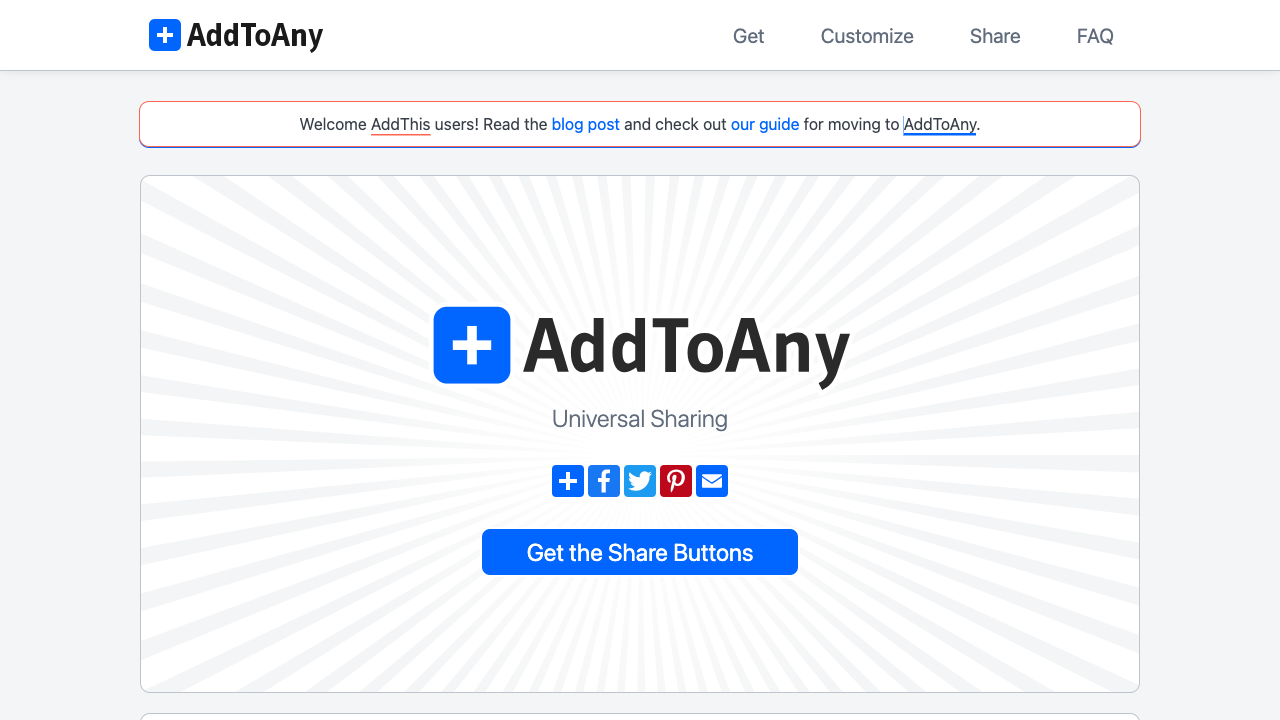 AddToAny
Get Customize Share FAQ
Welcome AddThis users! Read the blog post and check out our guide for moving to AddToAny.
AddToAny
Universal Sharing
Get the Share Buttons